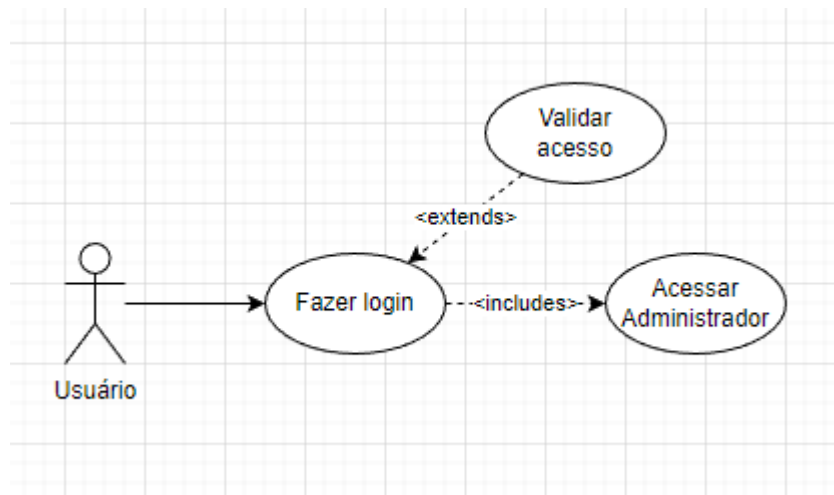 Validar
acesso
<extends>
Fazer login
<includes>
Acessar
Administrador
Usuário